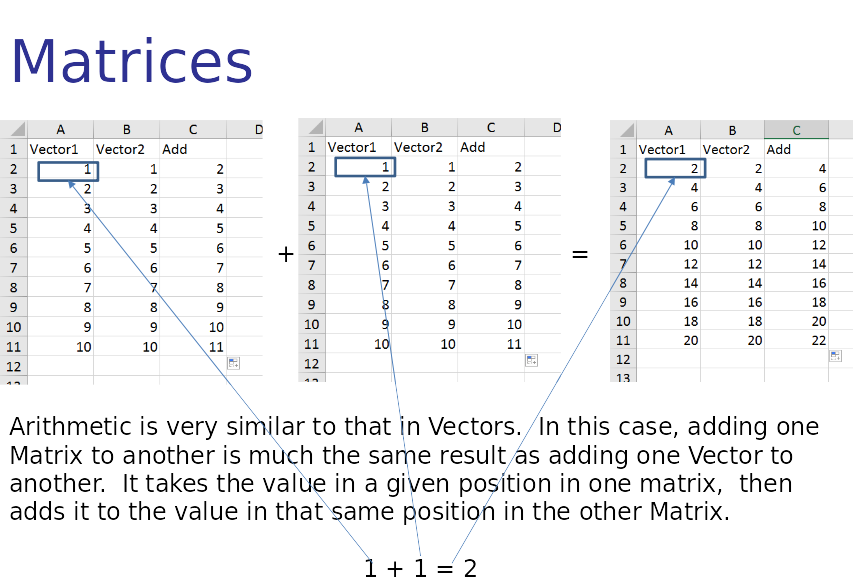 Matrices
A B C D
1 Vector1 Vector2 Add
2 1 1 2
3 2 2 3
4 3 3 4
5 4 4 5
6 5 5 6
7 6 6 7
8 7 7 8
9 8 8 9
10 9 9 10
11 10 10 11
12
+
A B C D
1 Vector1 Vector2 Add
2 1 1 2
3 2 2 3
4 3 3 4
5 4 4 5
6 5 5 6
7 6 6 7
8 7 7 8
9 8 8 9
10 9 9 10
11 10 10 11
12
=
A B C
1 Vector1 Vector2 Add
2 2 2 4
3 4 4 6
4 6 6 8
5 8 8 10
6 10 10 12
7 12 12 14
8 14 14 16
9 16 16 18
10 18 18 20
11 20 20 22
12
13
Arithmetic is very similar to that in Vectors.  In this case, adding one
Matrix to another is much the same result as adding one Vector to
another.  It takes the value in a given position in one matrix,  then
adds it to the value in that same position in the other Matrix.
1 + 1 = 2